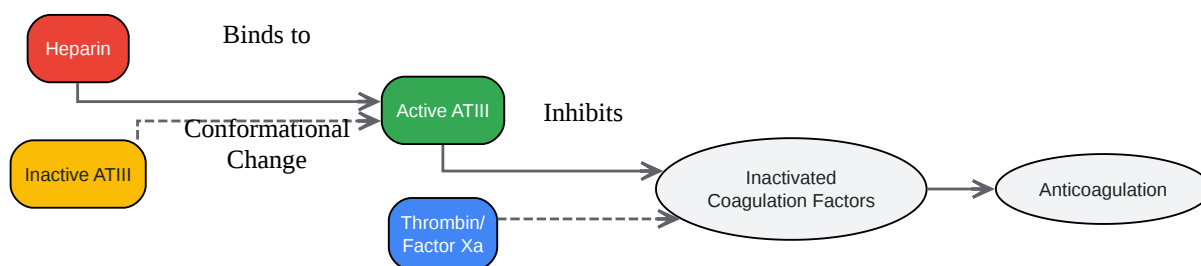 Heparin
Binds to
Active ATIII
Inhibits
Conformational
Change
Inactive ATIII
Inactivated
Coagulation Factors
Anticoagulation
Thrombin/
Factor Xa